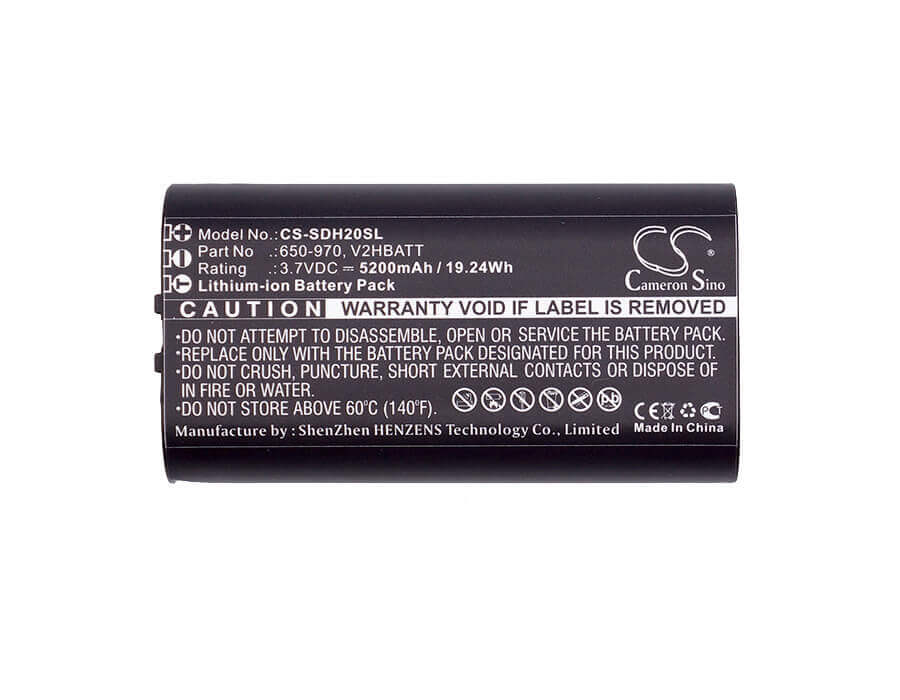 Model No.: CS-SDH20SL
Part No : 650-970, V2HBATT
Rating : 3.7VDC ⎓ 5200mAh / 19.24Wh
Lithium-ion Battery Pack
CS
Cameron Sino
CAUTION WARRANTY VOID IF LABEL IS REMOVED
•DO NOT ATTEMPT TO DISASSEMBLE, OPEN OR SERVICE THE BATTERY PACK.
•REPLACE ONLY WITH THE BATTERY PACK DESIGNATED FOR THIS PRODUCT.
•DO NOT CRUSH, PUNCTURE, SHORT EXTERNAL CONTACTS OR DISPOSE OF
IN FIRE OR WATER.
•DO NOT STORE ABOVE 60°C (140°F).
Pb
CE
Made In China
Manufacture by : ShenZhen HENZENS Technology Co., Limited